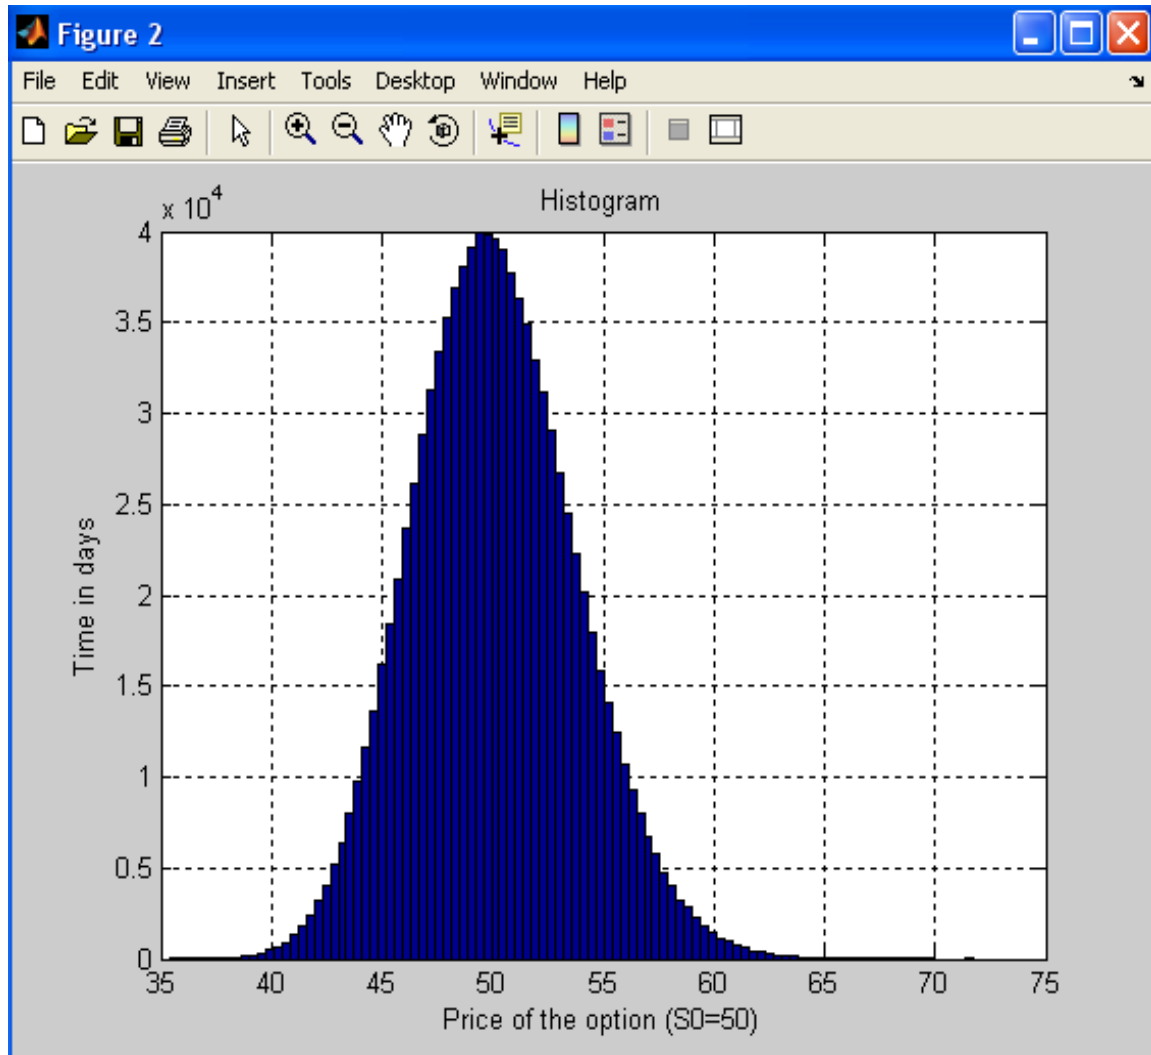 Figure 2
File Edit View Insert Tools Desktop Window Help
x 10^4
Histogram
4
3.5
3
2.5
2
1.5
1
0.5
0
Time in days
35 40 45 50 55 60 65 70 75
Price of the option (S0=50)